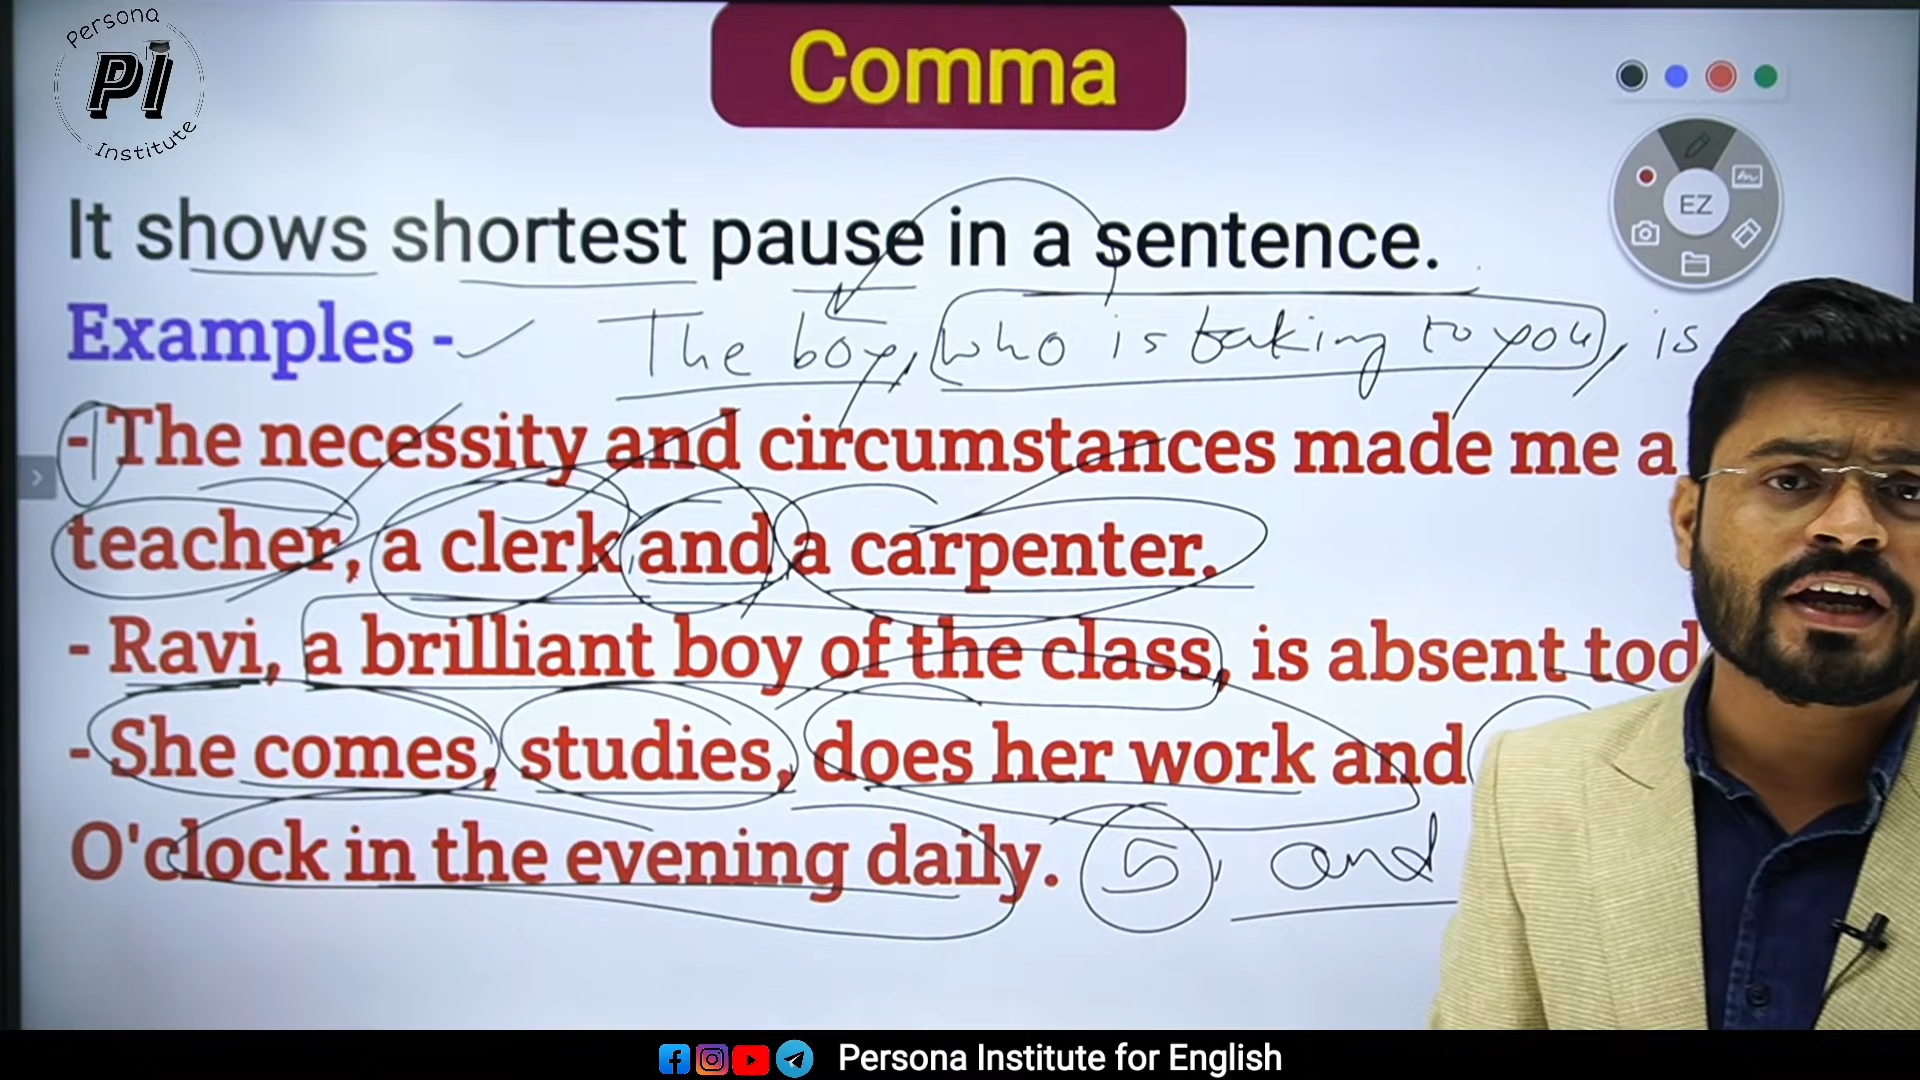 Persona
PI
Institute
Comma
EZ
It shows shortest pause in a sentence.
Examples -
The boy, who is taking to you, is
- The necessity and circumstances made me a
teacher, a clerk and a carpenter.
- Ravi, a brilliant boy of the class, is absent tod
- She comes, studies, does her work and
O'clock in the evening daily. 5, and
Persona Institute for English